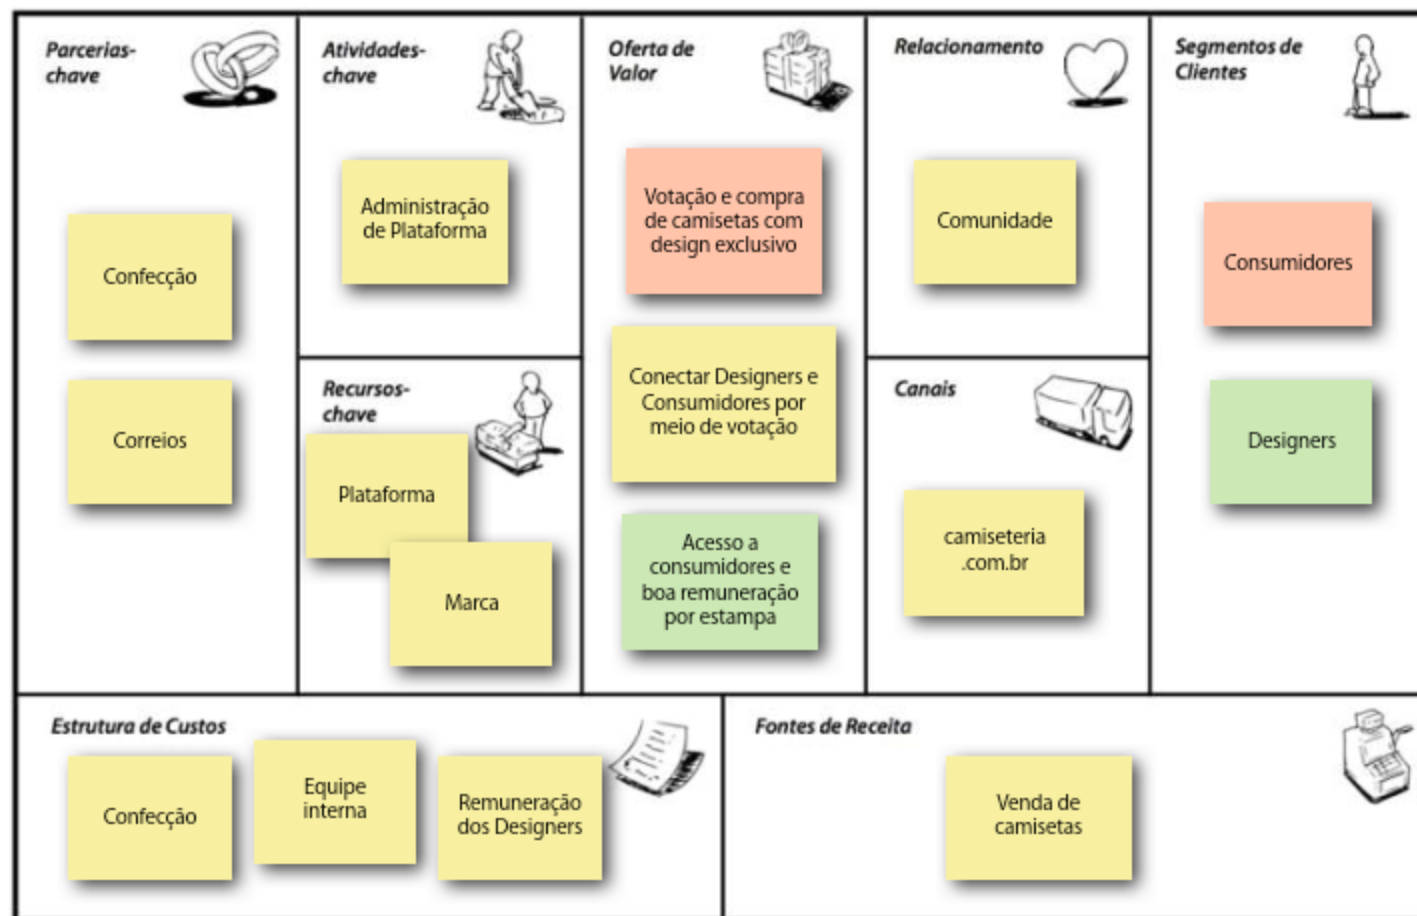 Parcerias-
chave
Confecção
Correios
Atividades-
chave
Administração
de Plataforma
Recursos-
chave
Plataforma
Marca
Oferta de
Valor
Votação e compra
de camisetas com
design exclusivo
Conectar Designers e
Consumidores por
meio de votação
Acesso a
consumidores e
boa remuneração
por estampa
Relacionamento
Comunidade
Canais
camiseteria
.com.br
Segmentos de
Clientes
Consumidores
Designers
Estrutura de Custos
Confecção
Equipe
interna
Remuneração
dos Designers
Fontes de Receita
Venda de
camisetas